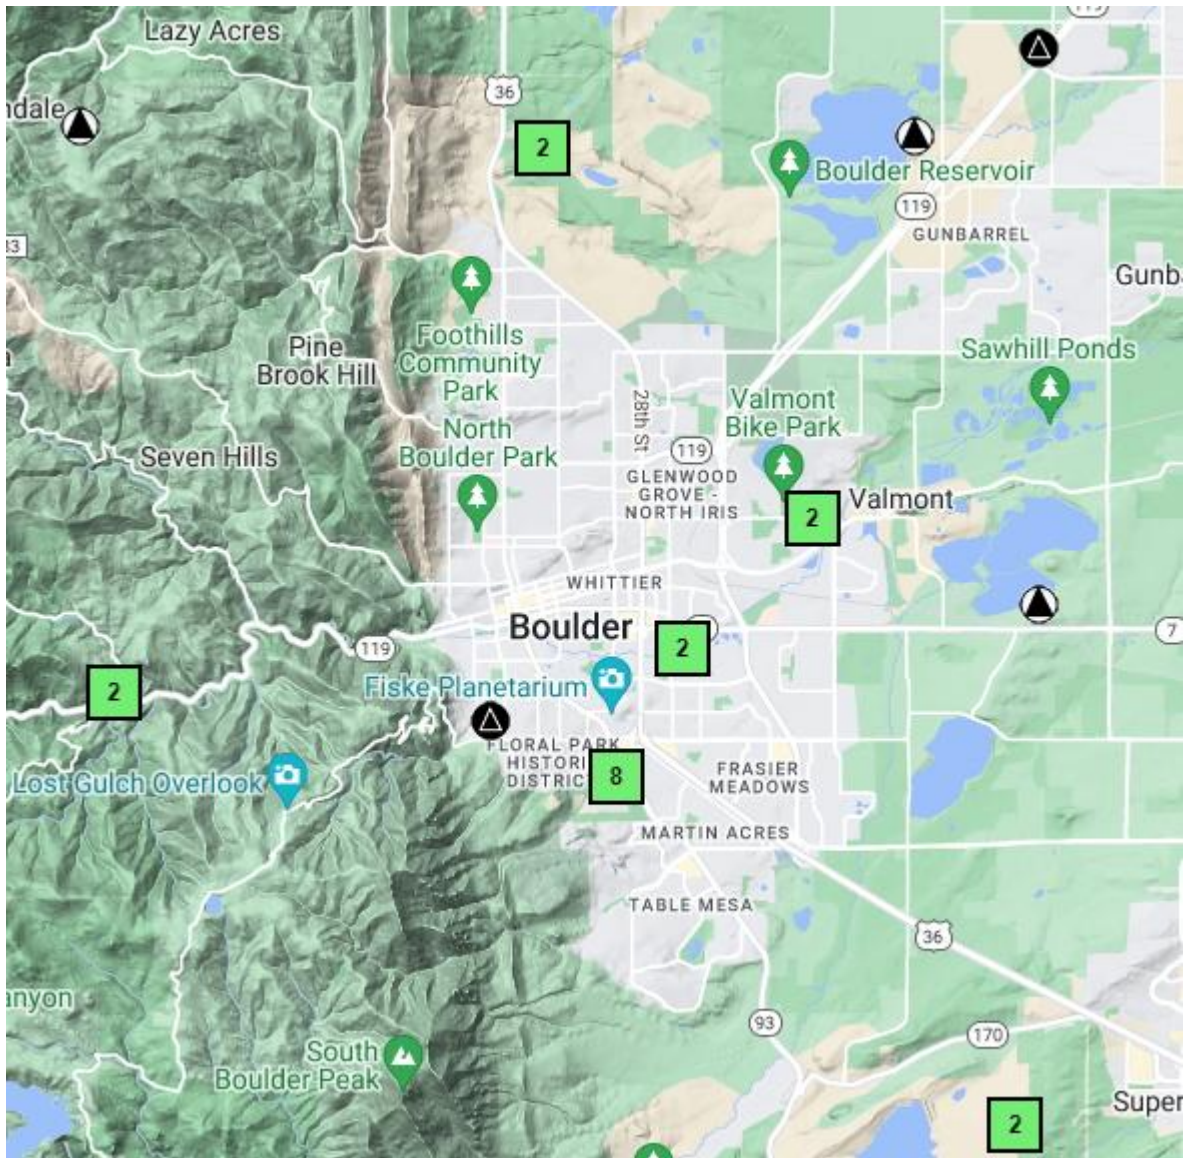 Lazy Acres
36
119
ndale
2
Boulder Reservoir
119
GUNBARREL
33
Gunb
Foothills
Community
Park
Pine
Brook Hill
Sawhill Ponds
28th St
Valmont
Bike Park
North
Boulder Park
Seven Hills
119
GLENWOOD
GROVE -
NORTH IRIS
2
Valmont
WHITTIER
Boulder
2
7
119
2
Fiske Planetarium
FLORAL PARK
HISTORI
DISTRIC
8
FRASIER
MEADOWS
Lost Gulch Overlook
MARTIN ACRES
TABLE MESA
36
anyon
93
170
South
Boulder Peak
Super
2